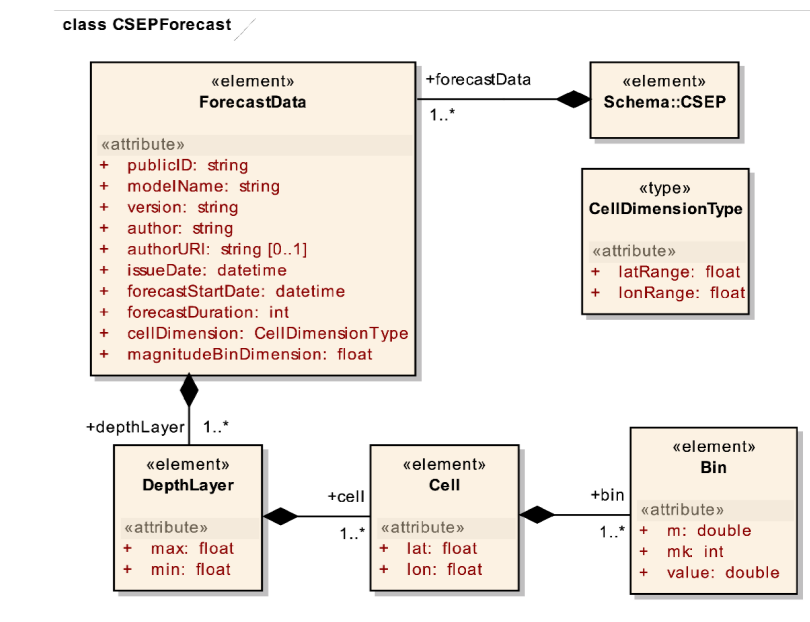 class CSEPForecast
«element»
ForecastData
«attribute»
+ publicID: string
+ modelName: string
+ version: string
+ author: string
+ authorURI: string [0..1]
+ issueDate: datetime
+ forecastStartDate: datetime
+ forecastDuration: int
+ cellDimension: CellDimensionType
+ magnitudeBinDimension: float
+forecastData
1..*
«element»
Schema::CSEP
«type»
CellDimensionType
«attribute»
+ latRange: float
+ lonRange: float
+depthLayer 1..*
«element»
DepthLayer
«attribute»
+ max: float
+ min: float
+cell
1..*
«element»
Cell
«attribute»
+ lat: float
+ lon: float
+bin
1..*
«element»
Bin
«attribute»
+ m: double
+ mk: int
+ value: double